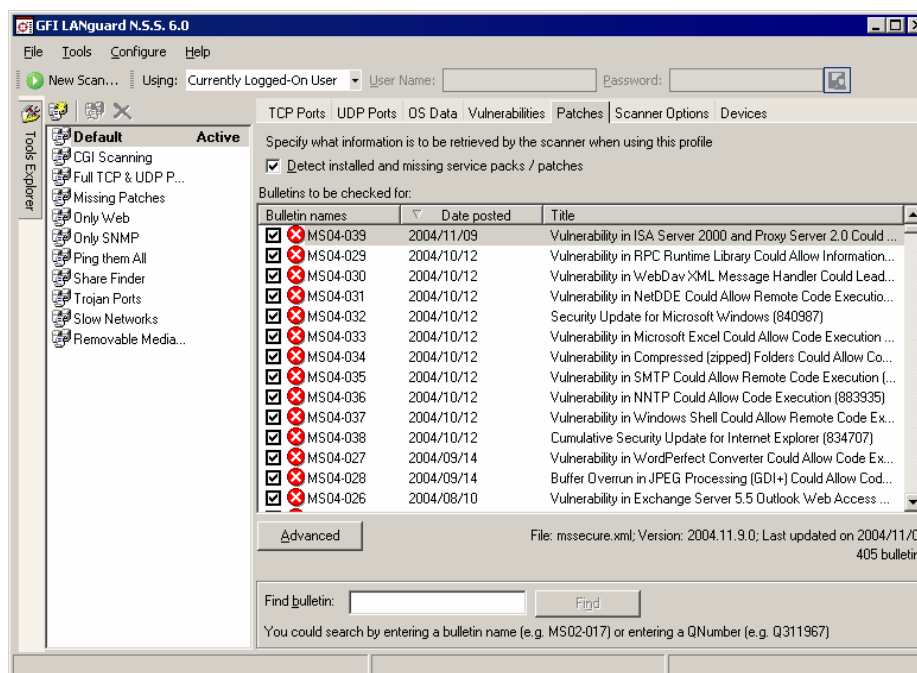 GFI LANguard N.S.S. 6.0
File Tools Configure Help
New Scan... Using: Currently Logged-On User User Name: Password:
Tools Explorer
Default Active
CGI Scanning
Full TCP & UDP P...
Missing Patches
Only Web
Only SNMP
Ping them All
Share Finder
Trojan Ports
Slow Networks
Removable Media...
TCP Ports UDP Ports OS Data Vulnerabilities Patches Scanner Options Devices
Specify what information is to be retrieved by the scanner when using this profile
Detect installed and missing service packs / patches
Bulletins to be checked for:
Bulletin names Date posted Title
MS04-039 2004/11/09 Vulnerability in ISA Server 2000 and Proxy Server 2.0 Could ...
MS04-029 2004/10/12 Vulnerability in RPC Runtime Library Could Allow Information...
MS04-030 2004/10/12 Vulnerability in WebDav XML Message Handler Could Lead...
MS04-031 2004/10/12 Vulnerability in NetDDE Could Allow Remote Code Executio...
MS04-032 2004/10/12 Security Update for Microsoft Windows (840987)
MS04-033 2004/10/12 Vulnerability in Microsoft Excel Could Allow Code Execution ...
MS04-034 2004/10/12 Vulnerability in Compressed (zipped) Folders Could Allow Co...
MS04-035 2004/10/12 Vulnerability in SMTP Could Allow Remote Code Execution (...
MS04-036 2004/10/12 Vulnerability in NNTP Could Allow Code Execution (883935)
MS04-037 2004/10/12 Vulnerability in Windows Shell Could Allow Remote Code Ex...
MS04-038 2004/10/12 Cumulative Security Update for Internet Explorer (834707)
MS04-027 2004/09/14 Vulnerability in WordPerfect Converter Could Allow Code Ex...
MS04-028 2004/09/14 Buffer Overrun in JPEG Processing (GDI+) Could Allow Cod...
MS04-026 2004/08/10 Vulnerability in Exchange Server 5.5 Outlook Web Access ...
Advanced
File: mssecure.xml; Version: 2004.11.9.0; Last updated on 2004/11/0
405 bulletin
Find bulletin: Find
You could search by entering a bulletin name (e.g. MS02-017) or entering a QNumber (e.g. Q311967)